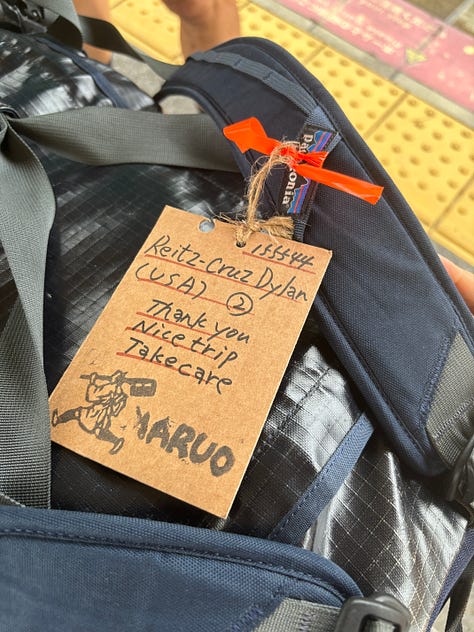 Patagonia
155544
Reitz-Cruz Dylan
(USA) ②
Thank you
Nice trip
Take care
MARUO